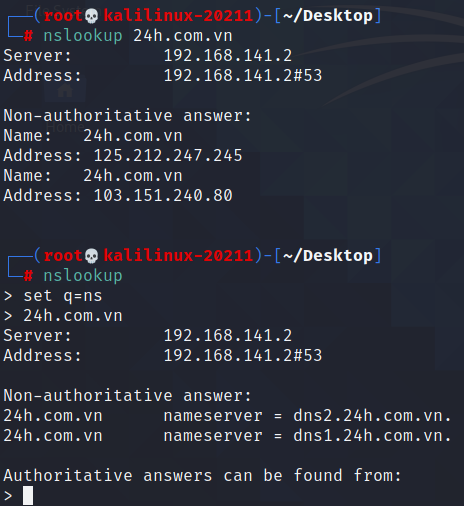 (root💀kalilinux-20211)-[~/Desktop]
# nslookup 24h.com.vn
Server:         192.168.141.2
Address:        192.168.141.2#53
Non-authoritative answer:
Name:   24h.com.vn
Address: 125.212.247.245
Name:   24h.com.vn
Address: 103.151.240.80
(root💀kalilinux-20211)-[~/Desktop]
# nslookup
> set q=ns
> 24h.com.vn
Server:         192.168.141.2
Address:        192.168.141.2#53
Non-authoritative answer:
24h.com.vn      nameserver = dns2.24h.com.vn.
24h.com.vn      nameserver = dns1.24h.com.vn.
Authoritative answers can be found from:
>